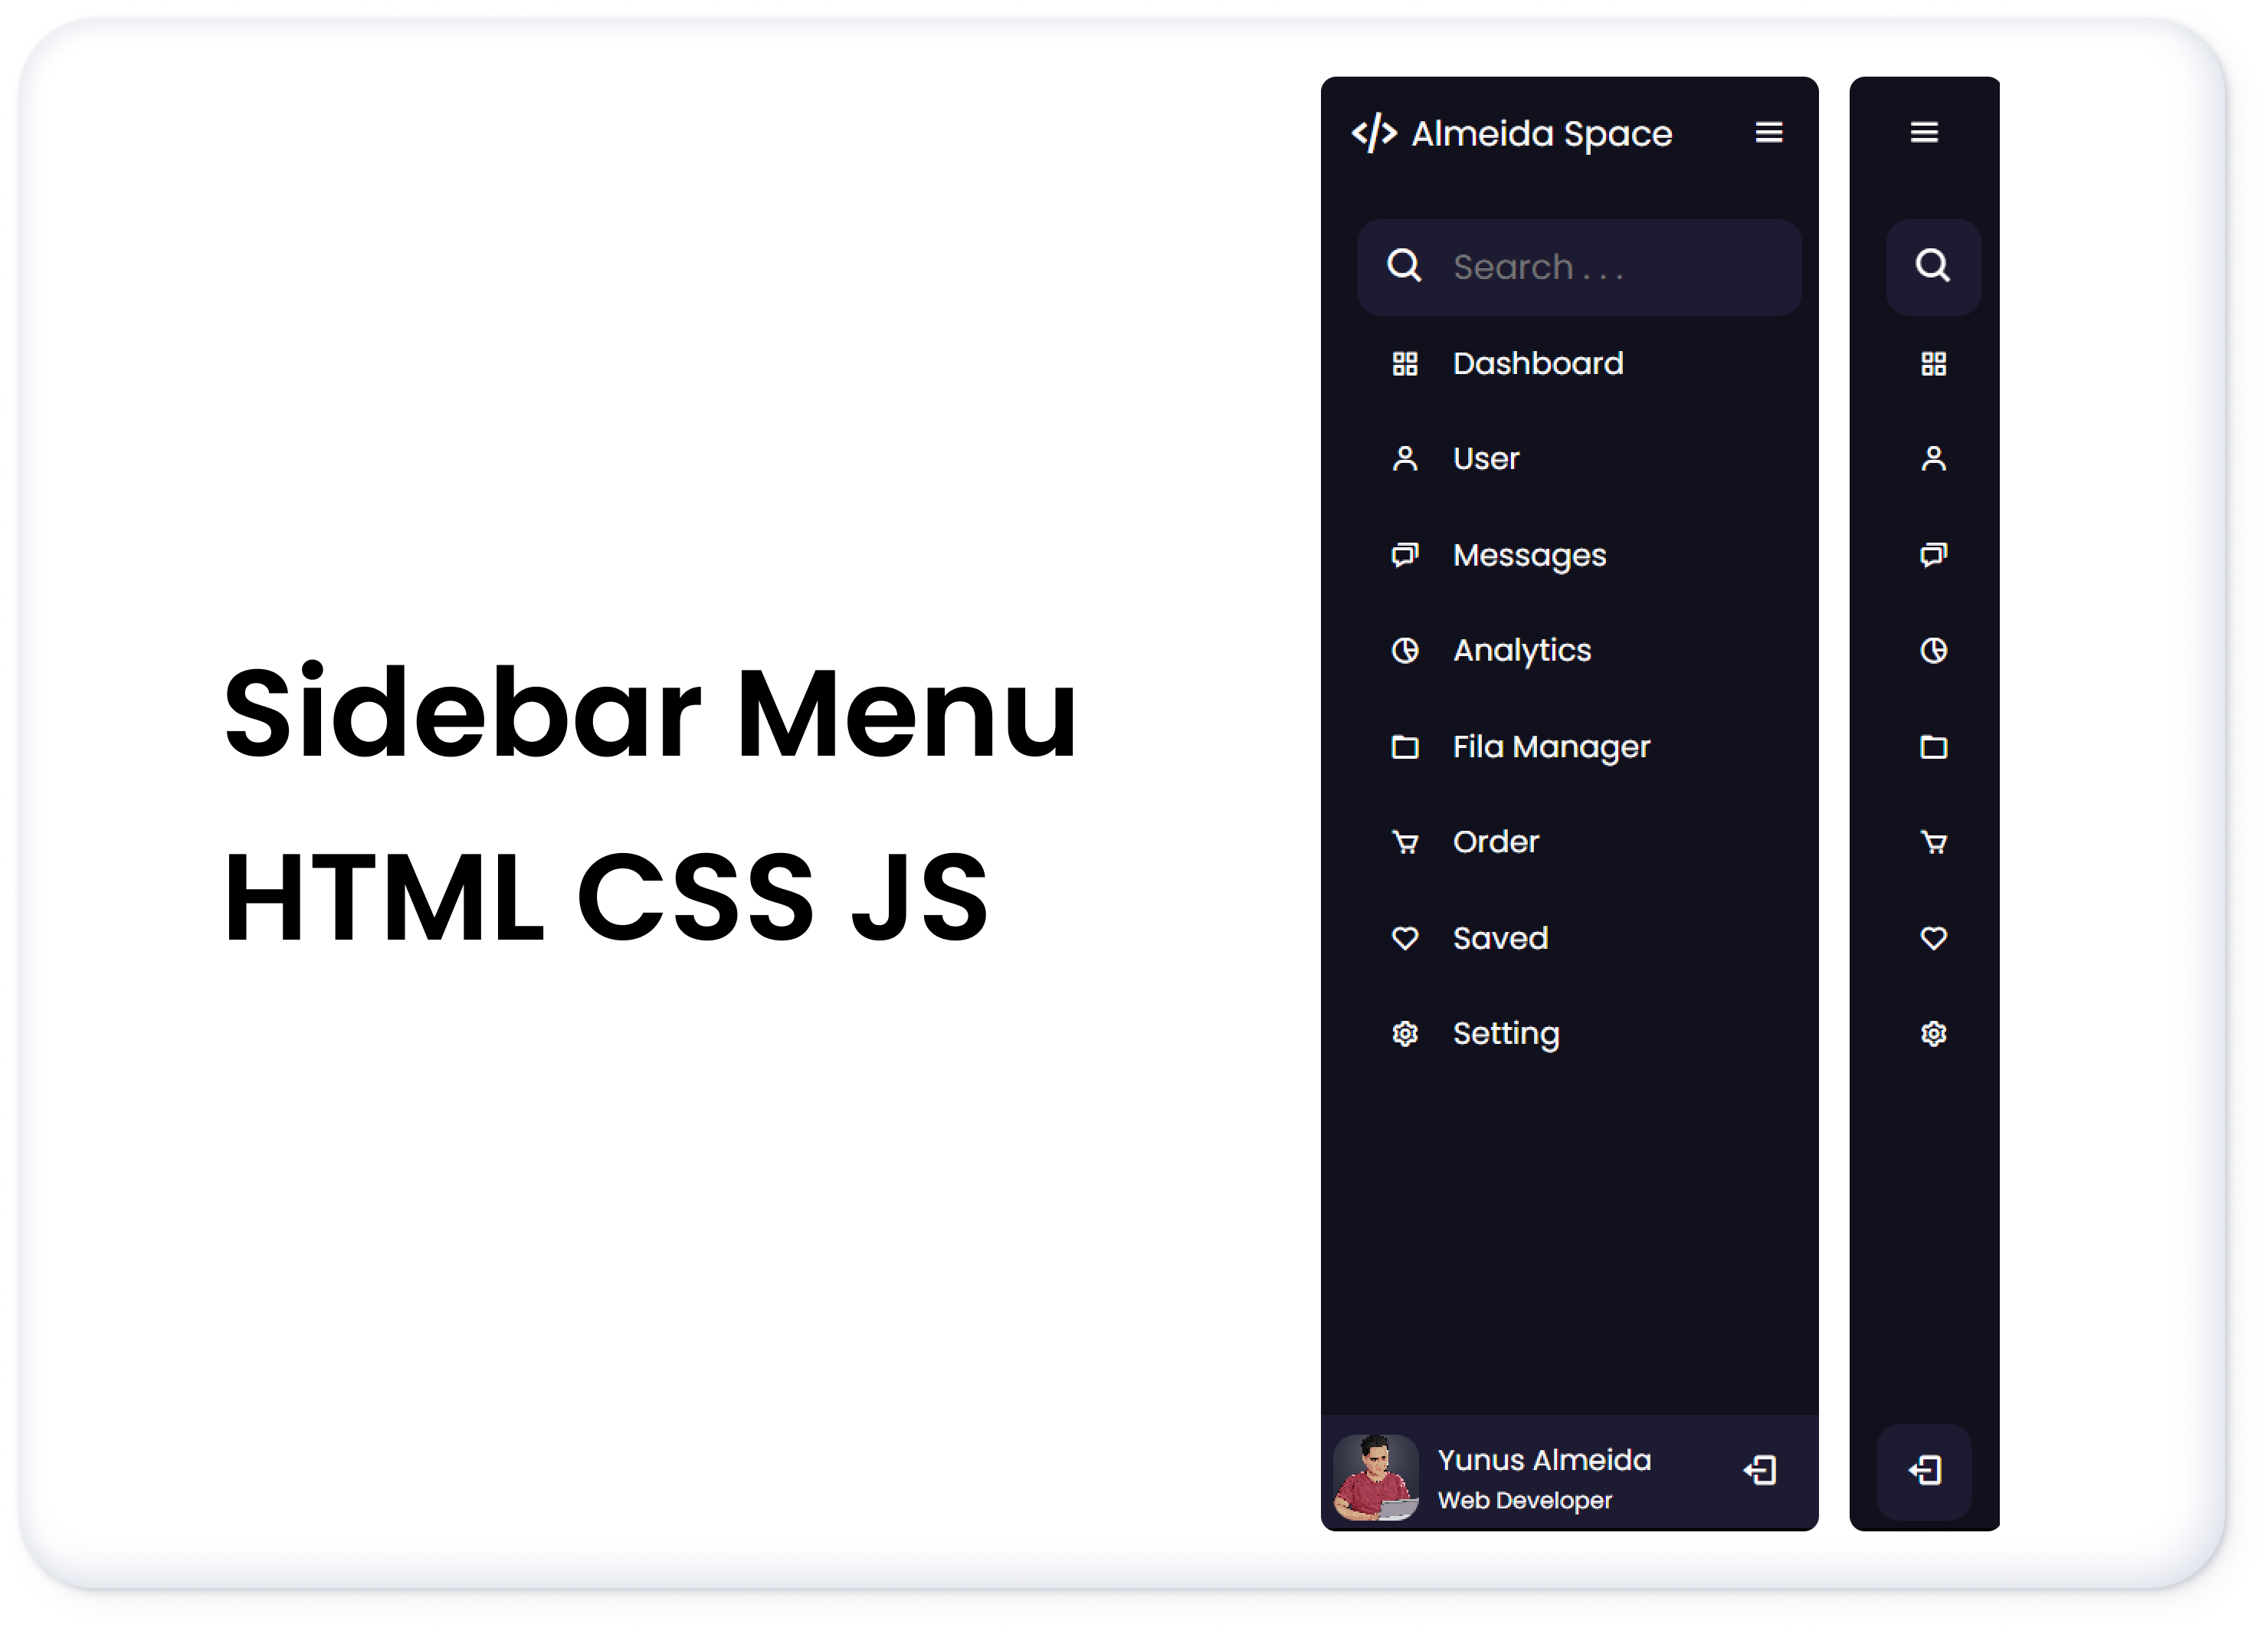 Sidebar Menu
HTML CSS JS
</> Almeida Space
Search . . .
Dashboard
User
Messages
Analytics
Fila Manager
Order
Saved
Setting
Yunus Almeida
Web Developer